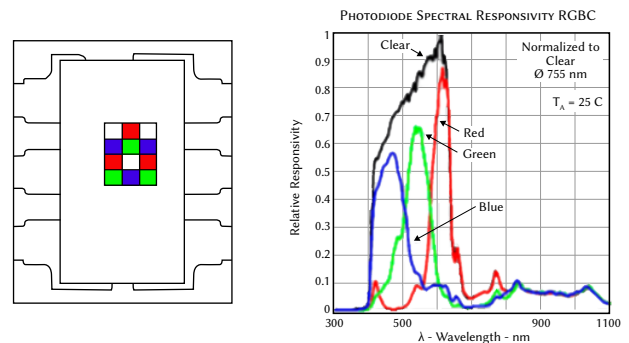 PHOTODIODE SPECTRAL RESPONSIVITY RGBC
Relative Responsivity
1
0.9
0.8
0.7
0.6
0.5
0.4
0.3
0.2
0.1
0
Clear
Normalized to
Clear
Ø 755 nm
Tₐ = 25 C
Red
Green
Blue
300
500
900
1100
λ - Wavelength - nm